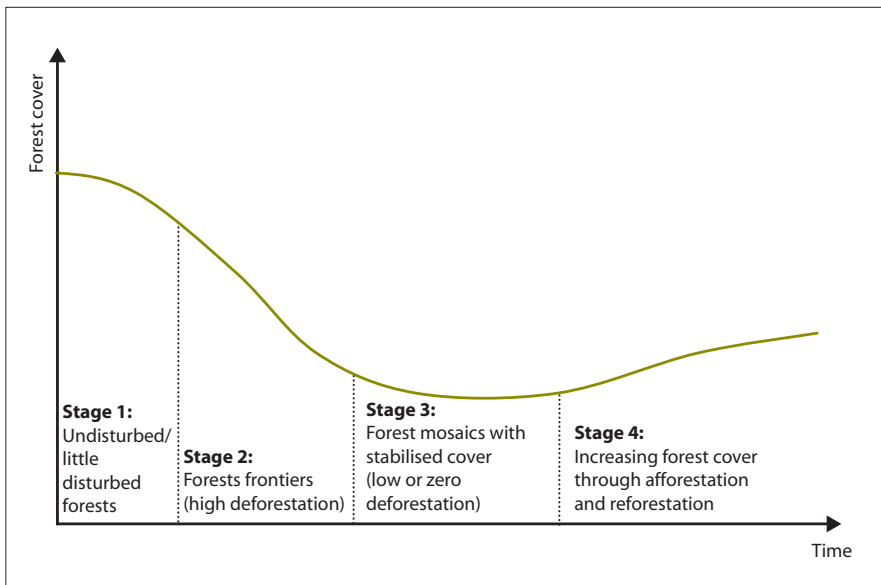 Forest cover
Stage 1:
Undisturbed/
little
disturbed
forests
Stage 2:
Forests frontiers
(high deforestation)
Stage 3:
Forest mosaics with
stabilised cover
(low or zero
deforestation)
Stage 4:
Increasing forest cover
through afforestation
and reforestation
Time